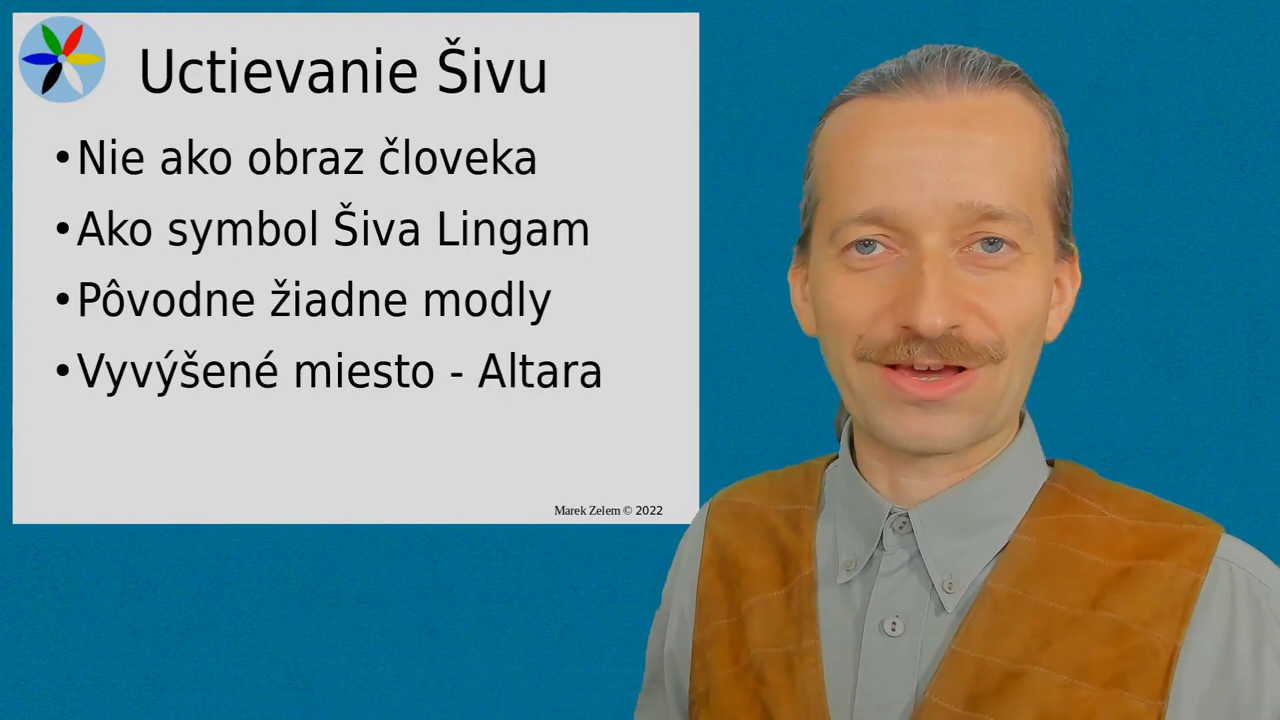 Uctievanie Šivu
•Nie ako obraz človeka
•Ako symbol Šiva Lingam
•Pôvodne žiadne modly
•Vyvýšené miesto - Altara
Marek Zelem © 2022